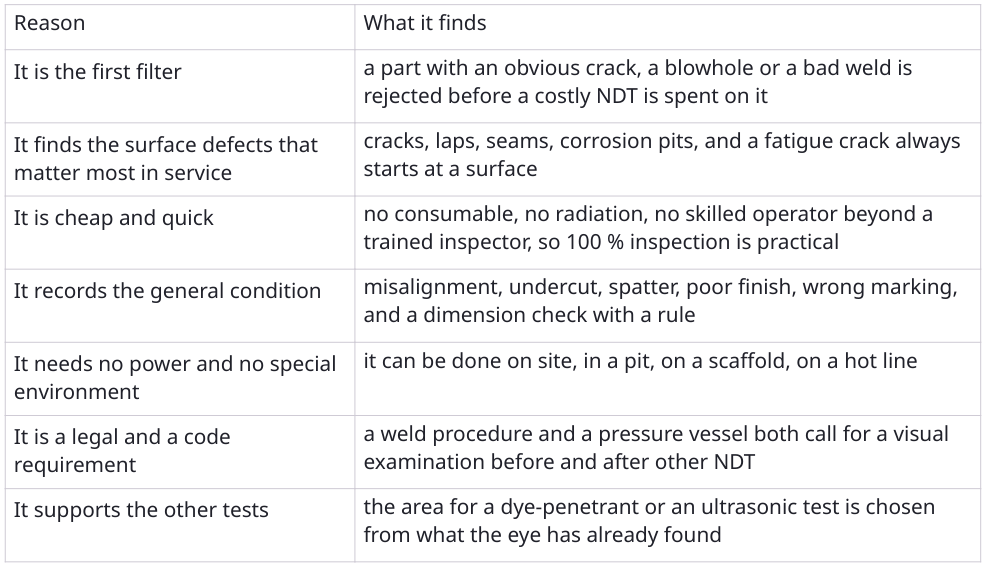 Reason
What it finds
It is the first filter
a part with an obvious crack, a blowhole or a bad weld is
rejected before a costly NDT is spent on it
It finds the surface defects that
matter most in service
cracks, laps, seams, corrosion pits, and a fatigue crack always
starts at a surface
It is cheap and quick
no consumable, no radiation, no skilled operator beyond a
trained inspector, so 100 % inspection is practical
It records the general condition
misalignment, undercut, spatter, poor finish, wrong marking,
and a dimension check with a rule
It needs no power and no special
environment
it can be done on site, in a pit, on a scaffold, on a hot line
It is a legal and a code
requirement
a weld procedure and a pressure vessel both call for a visual
examination before and after other NDT
It supports the other tests
the area for a dye-penetrant or an ultrasonic test is chosen
from what the eye has already found